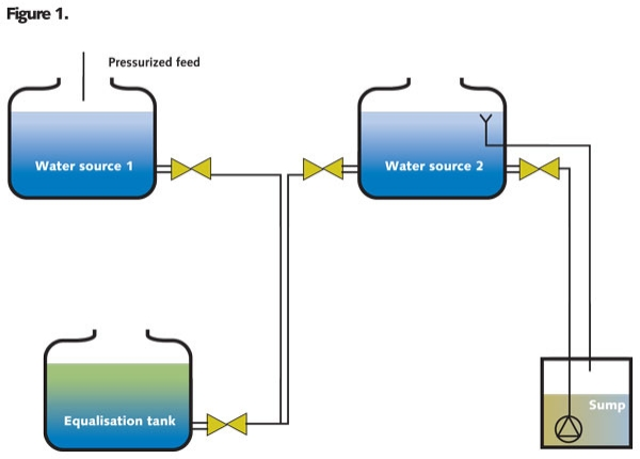 Figure 1.
Pressurized feed
Water source 1
Water source 2
Equalisation tank
Sump